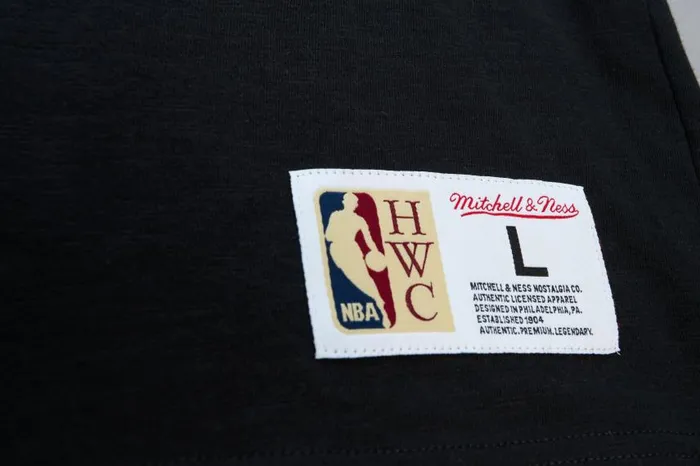 NBA
H
W
C
Mitchell & Ness
L
MITCHELL & NESS NOSTALGIA CO.
AUTHENTIC LICENSED APPAREL
DESIGNED IN PHILADELPHIA, PA.
ESTABLISHED 1904
AUTHENTIC. PREMIUM. LEGENDARY.